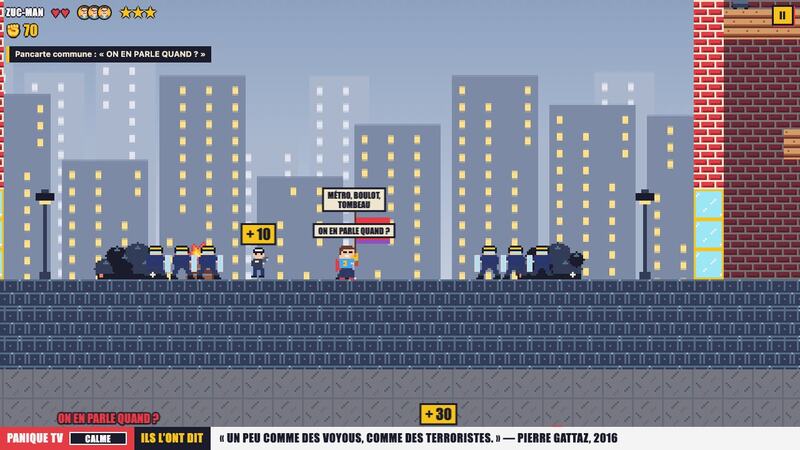 ZUC-MAN
70
Pancarte commune : « ON EN PARLE QUAND ? »
MÉTRO, BOULOT,
TOMBEAU
ON EN PARLE QUAND ?
+ 10
+ 30
ON EN PARLE QUAND ?
PANIQUE TV CALME ILS L'ONT DIT « UN PEU COMME DES VOYOUS, COMME DES TERRORISTES. » — PIERRE GATTAZ, 2016